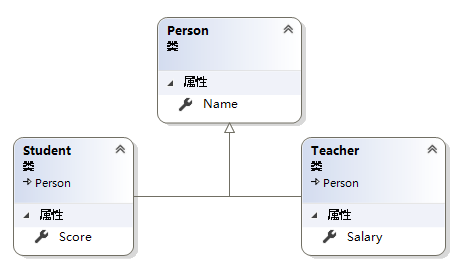 Person
类
属性
Name
Student
类
Person
属性
Score
Teacher
类
Person
属性
Salary